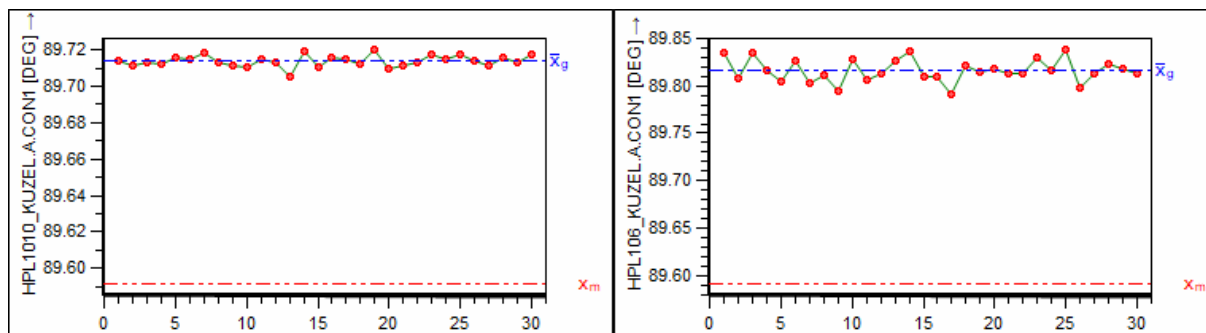 HPL1010_KUZEL.A.CON1 [DEG] →
89.72
89.70
89.68
89.66
89.64
89.62
89.60
x̄g
xm
0 5 10 15 20 25 30
HPL106_KUZEL.A.CON1 [DEG] →
89.85
89.80
89.75
89.70
89.65
89.60
x̄g
xm
0 5 10 15 20 25 30